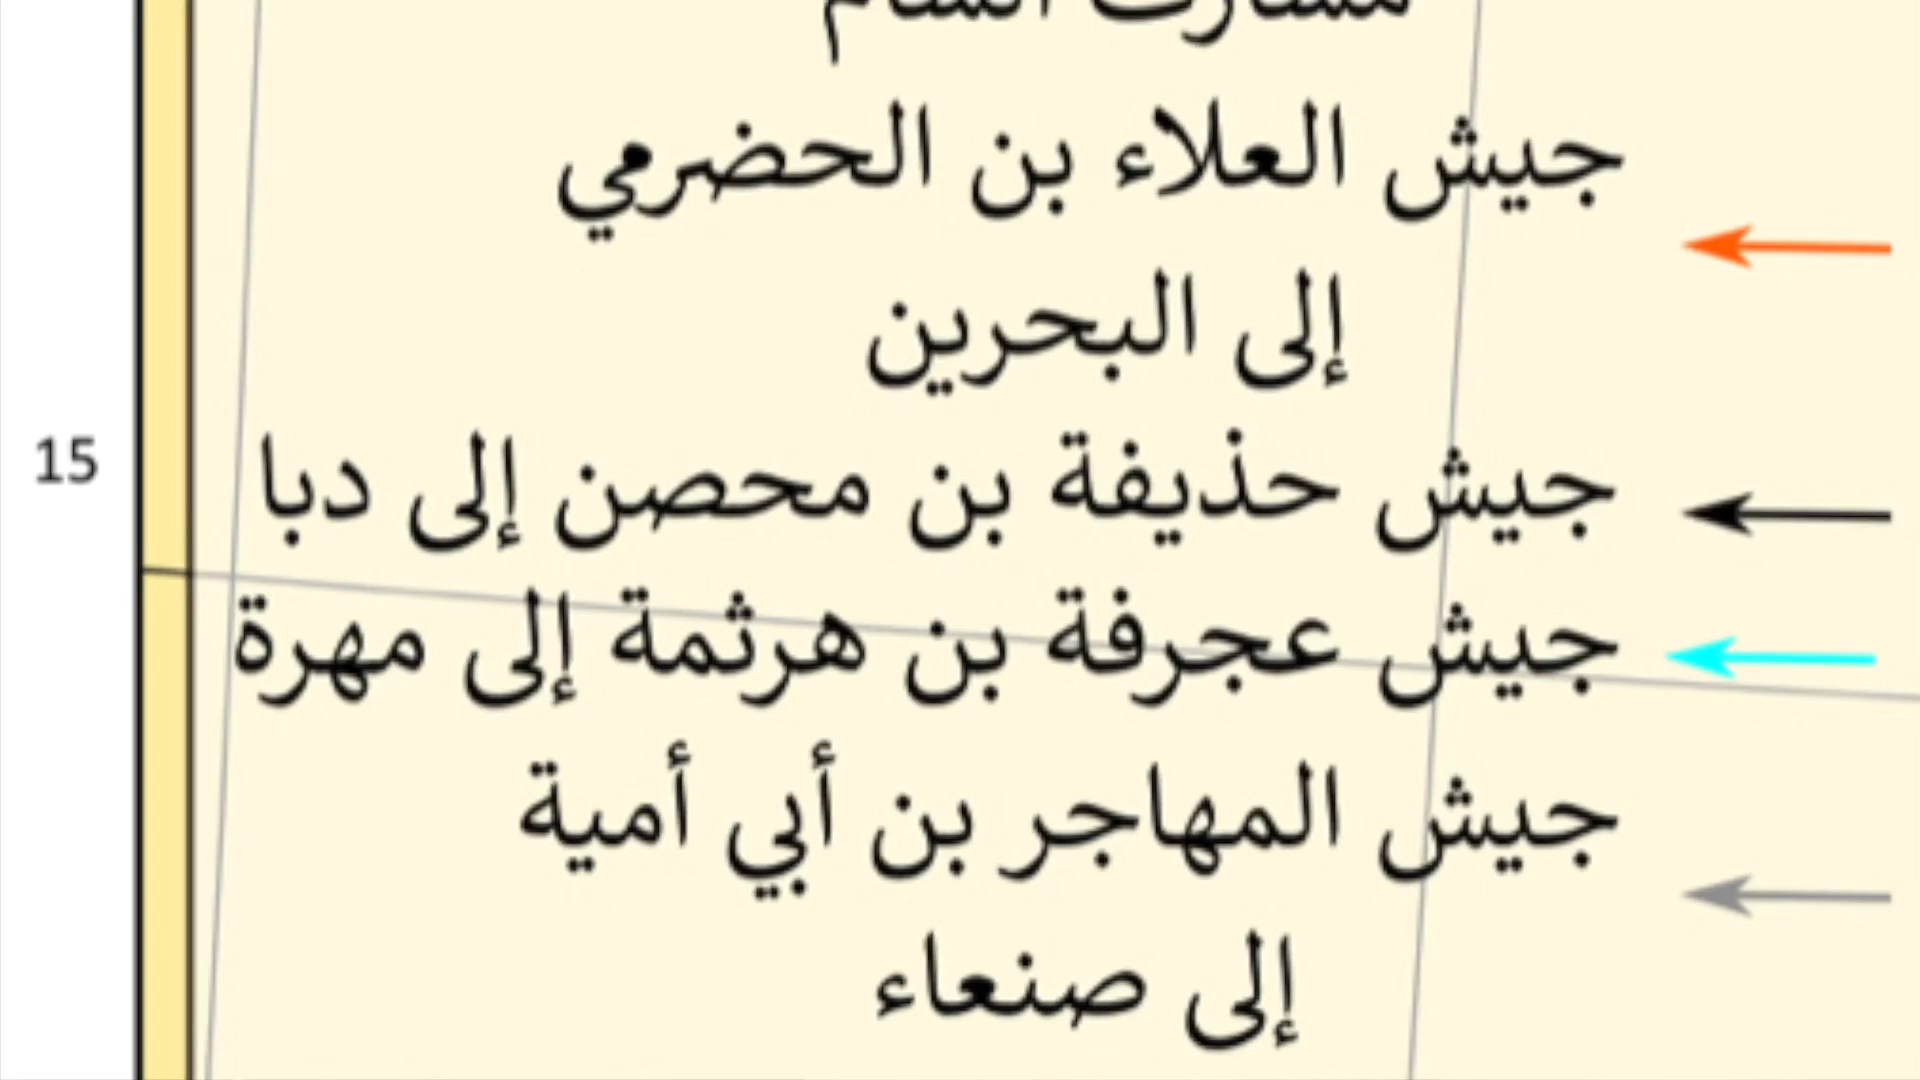 جيش العلاء بن الحضرمي
إلى البحرين
15
جيش حذيفة بن محصن إلى دبا
جيش عجرفة بن هرثمة إلى مهرة
جيش المهاجر بن أبي أمية
إلى صنعاء